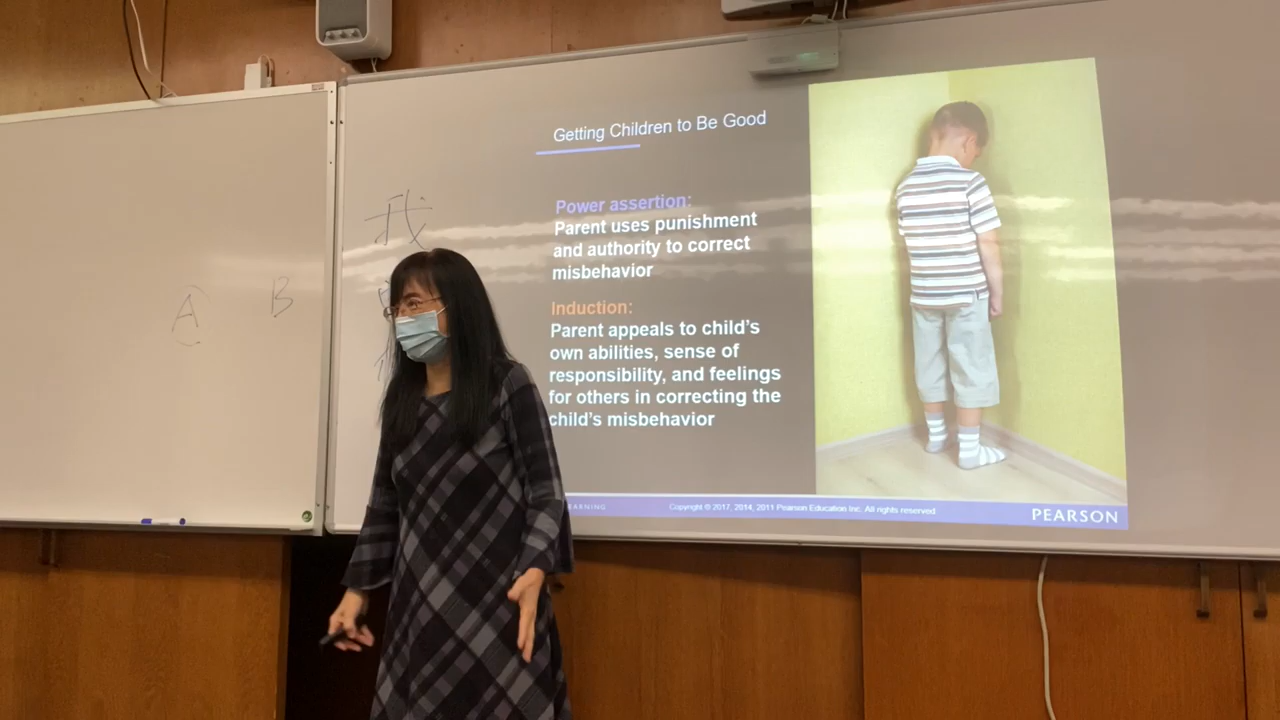 A
B
我
Getting Children to Be Good
Power assertion:
Parent uses punishment
and authority to correct
misbehavior
Induction:
Parent appeals to child's
own abilities, sense of
responsibility, and feelings
for others in correcting the
child's misbehavior
EARNING
Copyright © 2017, 2014, 2011 Pearson Education Inc. All rights reserved
PEARSON